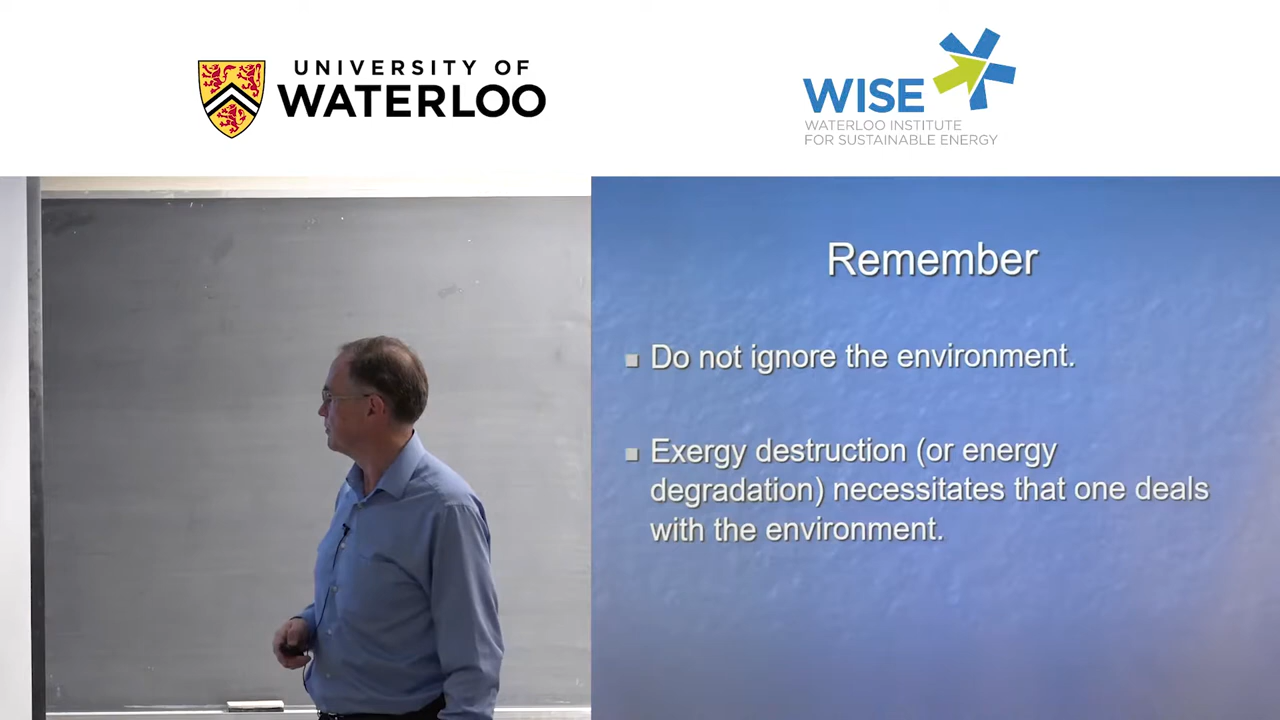 UNIVERSITY OF
WATERLOO
WISE
WATERLOO INSTITUTE
FOR SUSTAINABLE ENERGY
Remember
Do not ignore the environment.
Exergy destruction (or energy
degradation) necessitates that one deals
with the environment.